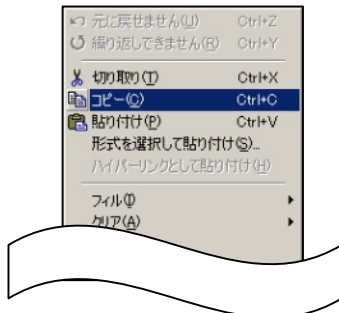 元に戻せません(U) Ctrl+Z
繰り返しできません(R) Ctrl+Y
切り取り(T) Ctrl+X
コピー(C) Ctrl+C
貼り付け(P) Ctrl+V
形式を選択して貼り付け(S)...
ハイパーリンクとして貼り付け(H)
フィル(I)
クリア(A)